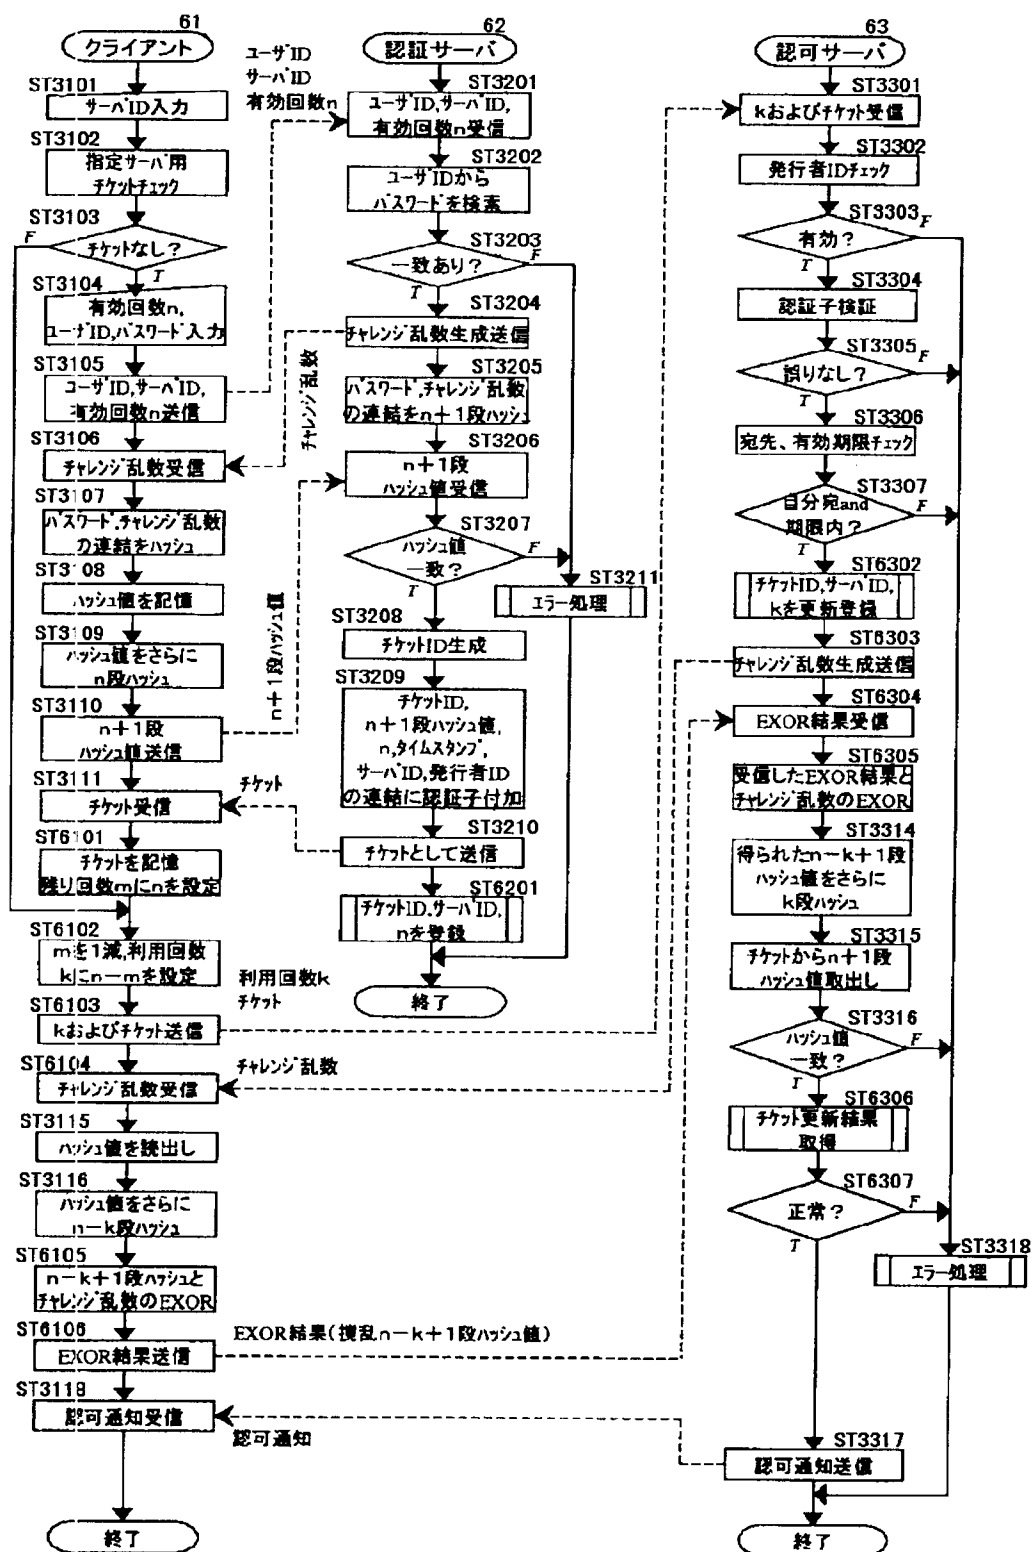 61
クライアント
ST3101
サーバID入力
ST3102
指定サーバ用
チケットチェック
ST3103
チケットなし?
F
T
ST3104
有効回数n,
ユーザID,パスワード入力
ST3105
ユーザID,サーバID,
有効回数n送信
ST3106
チャレンジ乱数受信
ST3107
パスワード,チャレンジ乱数
の連結をハッシュ
ST3108
ハッシュ値を記憶
ST3109
ハッシュ値をさらに
n段ハッシュ
ST3110
n+1段
ハッシュ値送信
ST3111
チケット受信
ST6101
チケットを記憶
残り回数mにnを設定
ST6102
mを1減,利用回数
kにn-mを設定
ST6103
kおよびチケット送信
ST6104
チャレンジ乱数受信
ST3115
ハッシュ値を読出し
ST3116
ハッシュ値をさらに
n-k段ハッシュ
ST6105
n-k+1段ハッシュと
チャレンジ乱数のEXOR
ST6106
EXOR結果送信
ST3118
認可通知受信
終了
ユーザID
サーバID
有効回数n
チャレンジ乱数
n+1段ハッシュ値
チケット
利用回数k
チケット
チャレンジ乱数
EXOR結果(撹乱n-k+1段ハッシュ値)
認可通知
62
認証サーバ
ST3201
ユーザID,サーバID,
有効回数n受信
ST3202
ユーザIDから
パスワードを検索
ST3203
一致あり?
F
T
ST3204
チャレンジ乱数生成送信
ST3205
パスワード,チャレンジ乱数
の連結をn+1段ハッシュ
ST3206
n+1段
ハッシュ値受信
ST3207
ハッシュ値
一致?
F
T
ST3211
エラー処理
ST3208
チケットID生成
ST3209
チケットID,
n+1段ハッシュ値,
n,タイムスタンプ,
サーバID,発行者ID
の連結に認証子付加
ST3210
チケットとして送信
ST6201
チケットID,サーバID,
nを登録
終了
63
認可サーバ
ST3301
kおよびチケット受信
ST3302
発行者IDチェック
ST3303
有効?
F
T
ST3304
認証子検証
ST3305
誤りなし?
F
T
ST3306
宛先、有効期限チェック
ST3307
自分宛and
期限内?
F
T
ST6302
チケットID,サーバID,
kを更新登録
ST6303
チャレンジ乱数生成送信
ST6304
EXOR結果受信
ST6305
受信したEXOR結果と
チャレンジ乱数のEXOR
ST3314
得られたn-k+1段
ハッシュ値をさらに
k段ハッシュ
ST3315
チケットからn+1段
ハッシュ値取出し
ST3316
ハッシュ値
一致?
F
T
ST6306
チケット更新結果
取得
ST6307
正常?
F
T
ST3318
エラー処理
ST3317
認可通知送信
終了